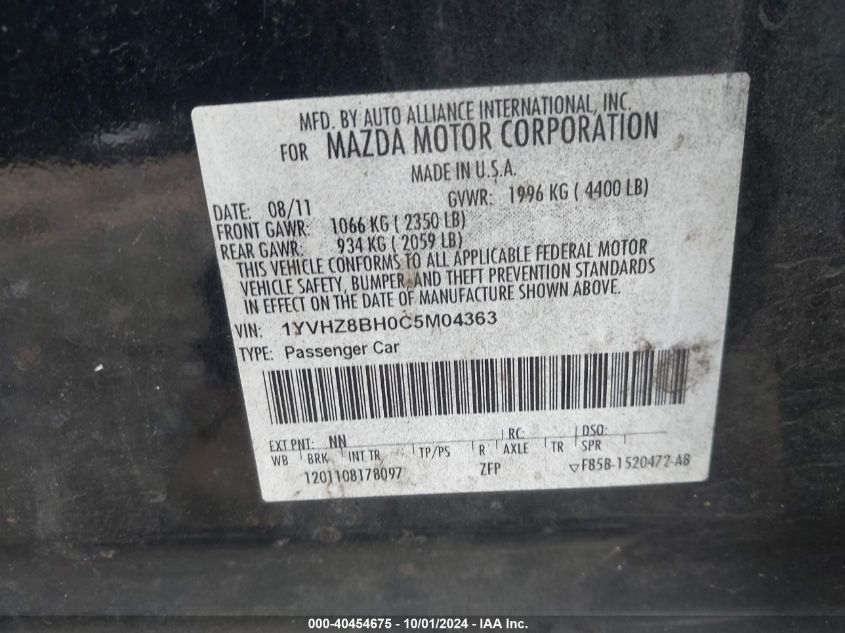 MFD. BY AUTO ALLIANCE INTERNATIONAL, INC.
FOR MAZDA MOTOR CORPORATION
MADE IN U.S.A.
DATE: 08/11 GVWR: 1996 KG ( 4400 LB)
FRONT GAWR: 1066 KG ( 2350 LB)
REAR GAWR: 934 KG ( 2059 LB)
THIS VEHICLE CONFORMS TO ALL APPLICABLE FEDERAL MOTOR
VEHICLE SAFETY, BUMPER, AND THEFT PREVENTION STANDARDS
IN EFFECT ON THE DATE OF MANUFACTURE SHOWN ABOVE.
VIN: 1YVHZ8BH0C5M04363
TYPE: Passenger Car
EXT PNT: NN RC: DSO:
WB BRK INT TR TP/PS R AXLE TR SPR
1201108178097 ZFP ▽F85B-1520472-AB
000-40454675 - 10/01/2024 - IAA Inc.